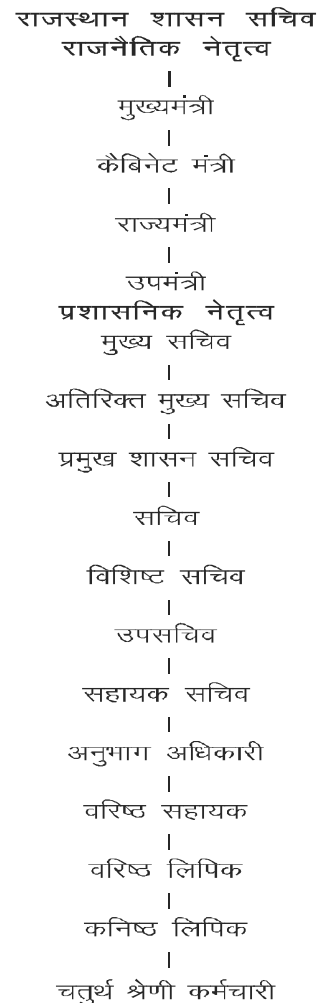 राजस्थान शासन सचिव
राजनैतिक नेतृत्व
मुख्यमंत्री
कैबिनेट मंत्री
राज्यमंत्री
उपमंत्री
प्रशासनिक नेतृत्व
मुख्य सचिव
अतिरिक्त मुख्य सचिव
प्रमुख शासन सचिव
सचिव
विशिष्ट सचिव
उपसचिव
सहायक सचिव
अनुभाग अधिकारी
वरिष्ठ सहायक
वरिष्ठ लिपिक
कनिष्ठ लिपिक
चतुर्थ श्रेणी कर्मचारी